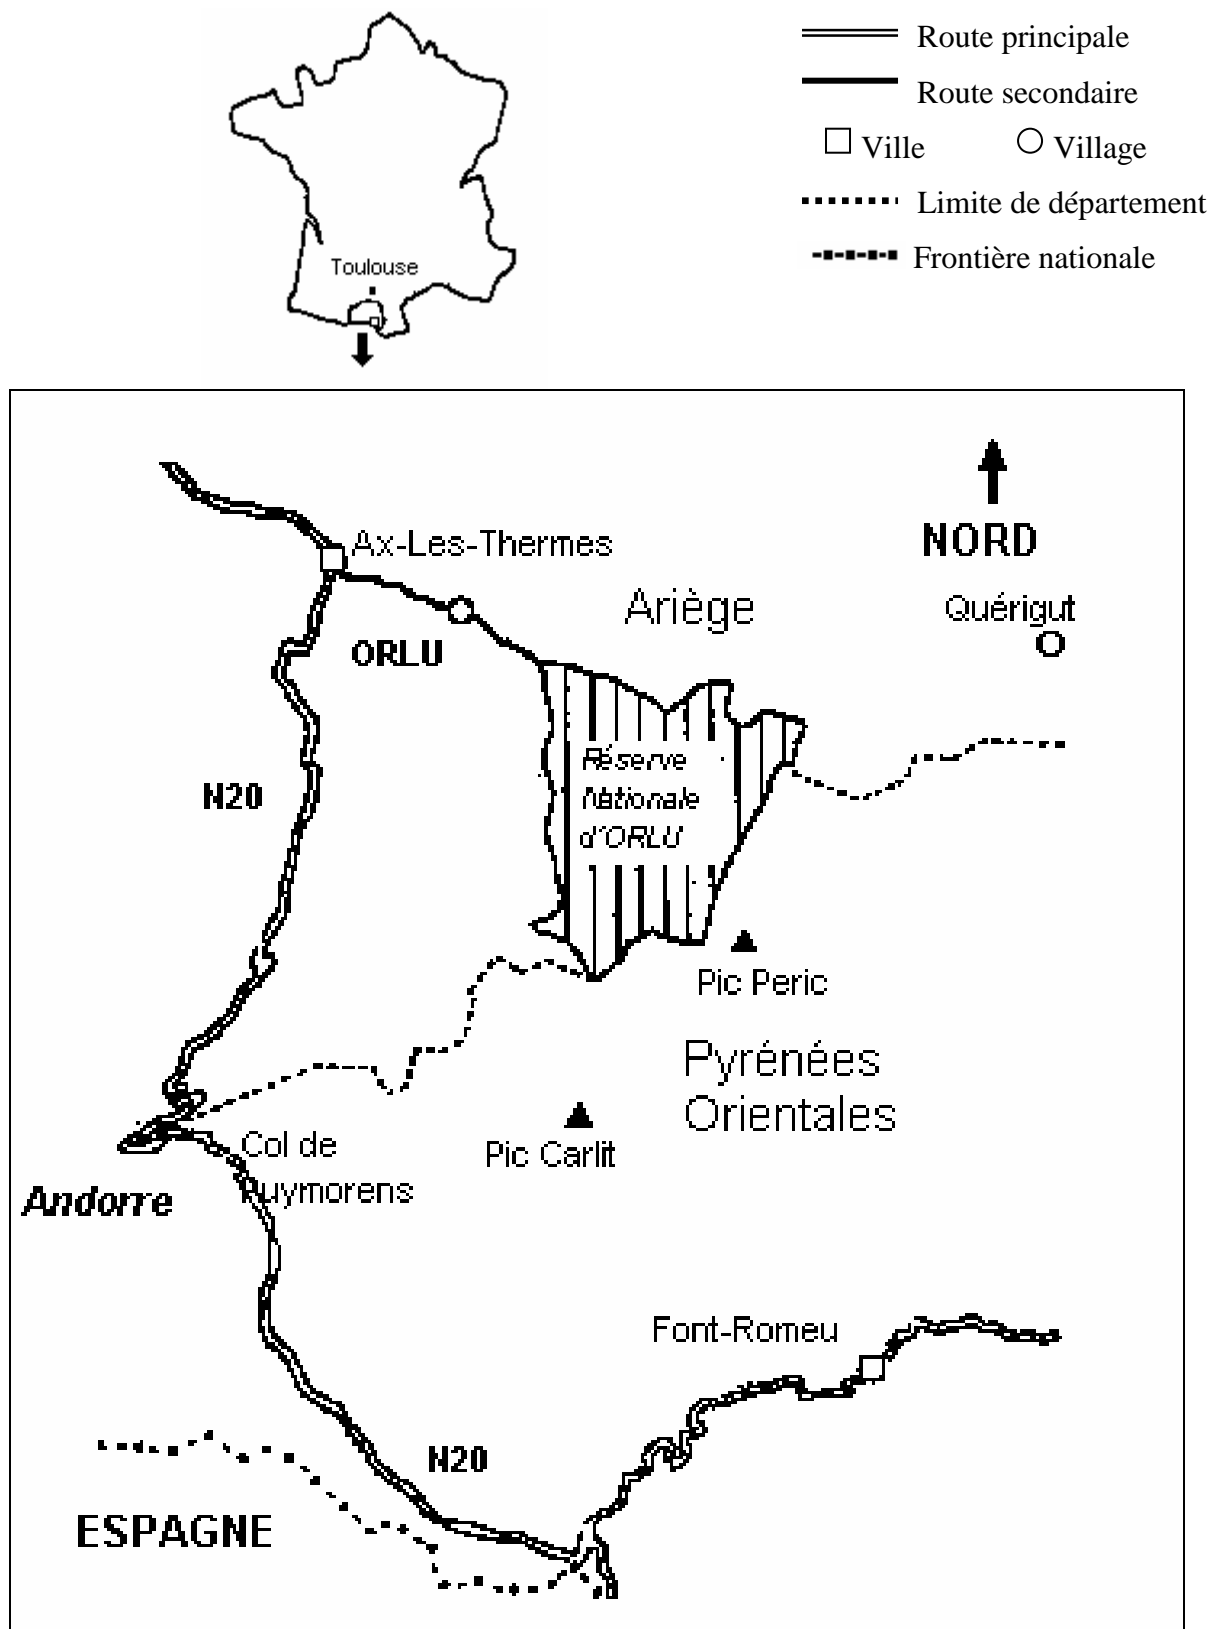 Route principale
Route secondaire
Ville Village
Limite de département
Frontière nationale
Toulouse
NORD
Ax-Les-Thermes
Ariège
Quérigut
ORLU
Réserve
Nationale
d'ORLU
N20
Pic Peric
Pyrénées
Orientales
Pic Carlit
Col de
Puymorens
Andorre
Font-Romeu
N20
ESPAGNE